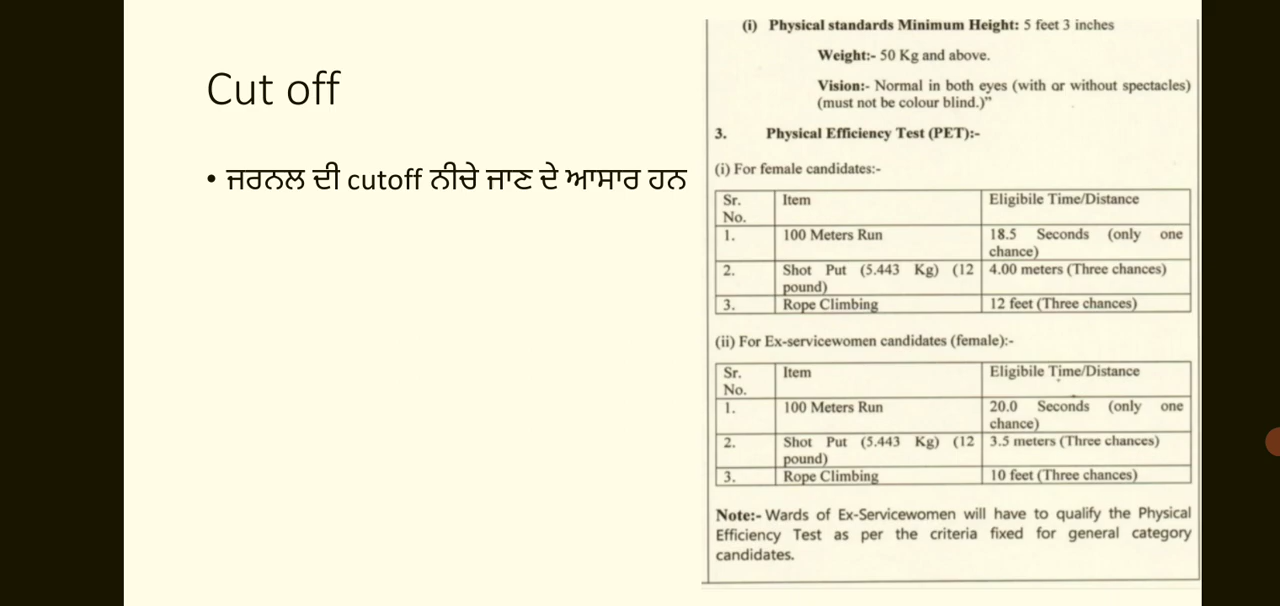 Cut off
• ਜਰਨਲ ਦੀ cutoff ਨੀਚੇ ਜਾਣ ਦੇ ਆਸਾਰ ਹਨ
(i) Physical standards Minimum Height: 5 feet 3 inches
Weight:- 50 Kg and above.
Vision:- Normal in both eyes (with or without spectacles)
(must not be colour blind.)"
3. Physical Efficiency Test (PET):-
(i) For female candidates:-
Sr. Item Eligibile Time/Distance
No.
1. 100 Meters Run 18.5 Seconds (only one
chance)
2. Shot Put (5.443 Kg) (12 4.00 meters (Three chances)
pound)
3. Rope Climbing 12 feet (Three chances)
(ii) For Ex-servicewomen candidates (female):-
Sr. Item Eligibile Time/Distance
No.
1. 100 Meters Run 20.0 Seconds (only one
chance)
2. Shot Put (5.443 Kg) (12 3.5 meters (Three chances)
pound)
3. Rope Climbing 10 feet (Three chances)
Note:- Wards of Ex-Servicewomen will have to qualify the Physical
Efficiency Test as per the criteria fixed for general category
candidates.